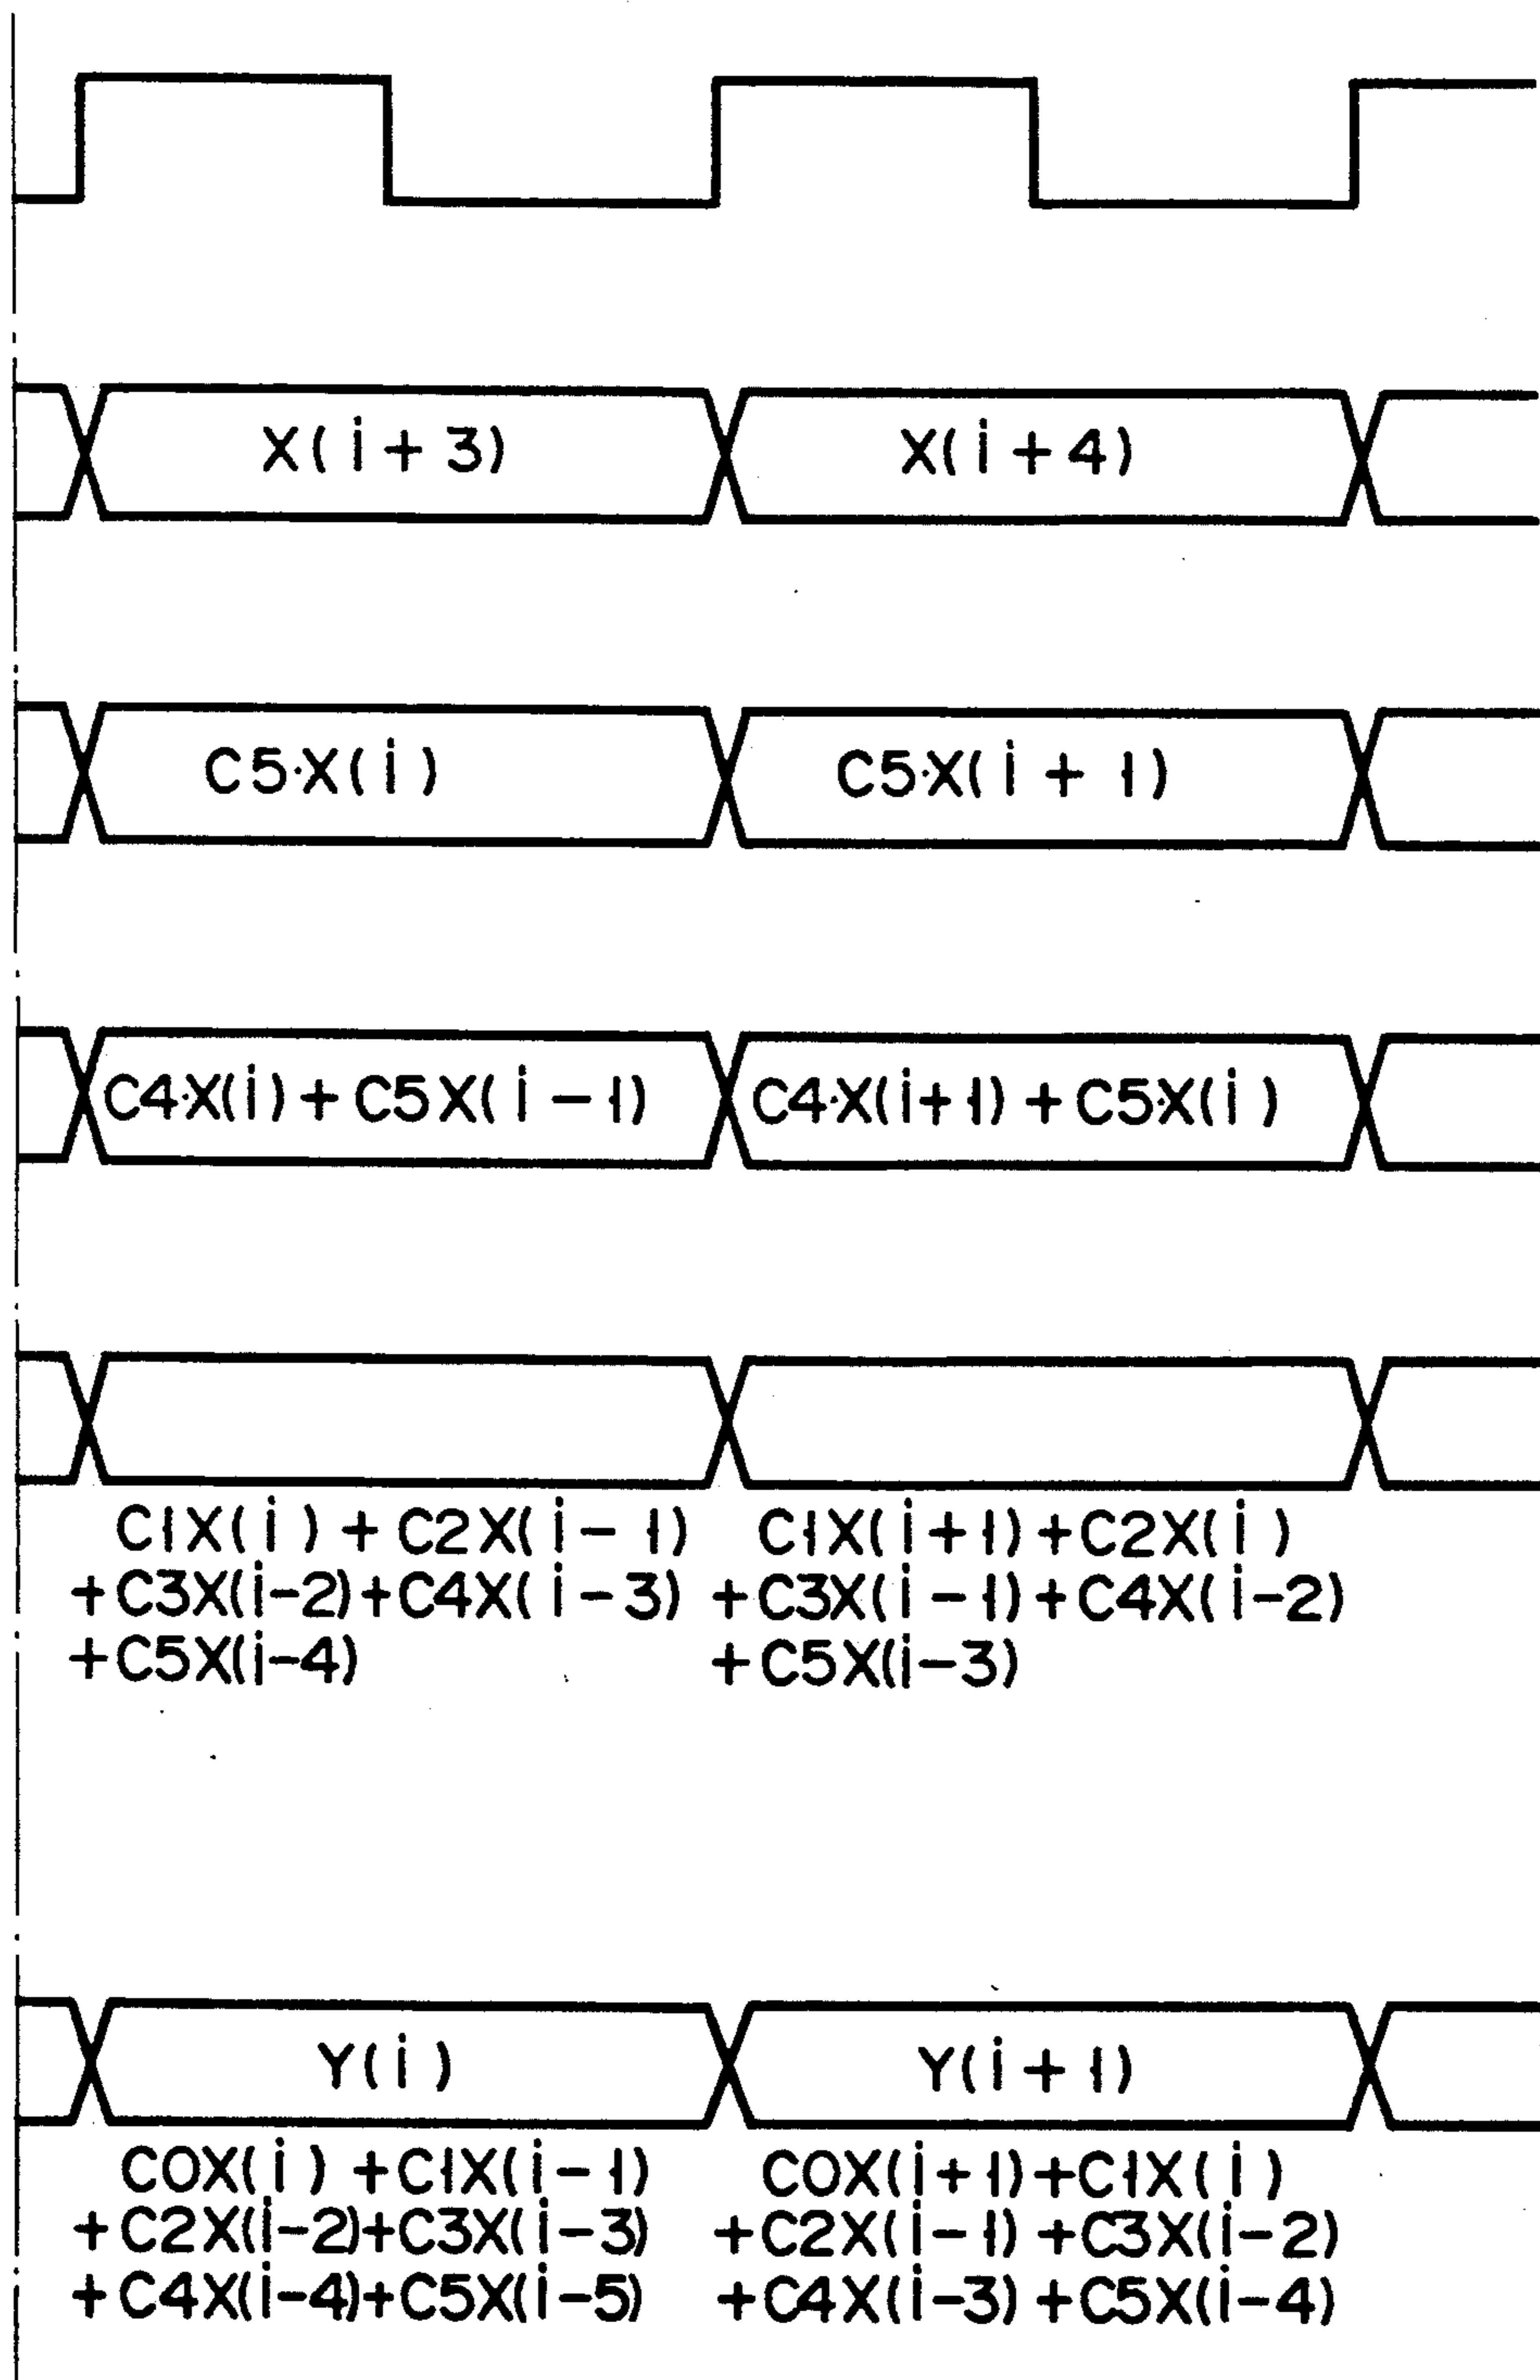 X(i+3) X(i+4)
C5·X(i) C5·X(i+1)
C4·X(i)+C5X(i-1) C4·X(i+1)+C5·X(i)
C1X(i)+C2X(i-1) C1X(i+1)+C2X(i)
+C3X(i-2)+C4X(i-3) +C3X(i-1)+C4X(i-2)
+C5X(i-4) +C5X(i-3)
Y(i) Y(i+1)
C0X(i)+C1X(i-1) C0X(i+1)+C1X(i)
+C2X(i-2)+C3X(i-3) +C2X(i-1)+C3X(i-2)
+C4X(i-4)+C5X(i-5) +C4X(i-3)+C5X(i-4)